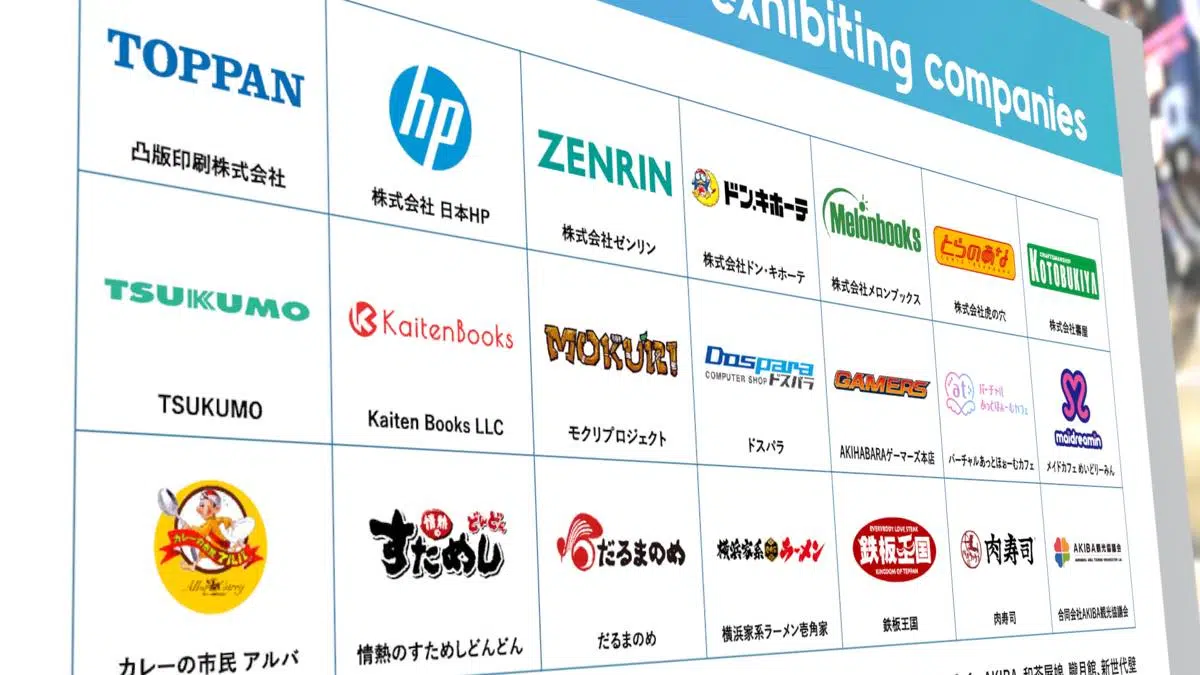 exhibiting companies
TOPPAN
凸版印刷株式会社
hp
株式会社 日本HP
ZENRIN
株式会社ゼンリン
ドン.キホーテ
株式会社ドン・キホーテ
Melonbooks
株式会社メロンブックス
とらのあな
株式会社虎の穴
KOTOBUKIYA
株式会社壽屋
TSUKUMO
TSUKUMO
KaitenBooks
Kaiten Books LLC
MOKURI
モクリプロジェクト
Dospara
COMPUTER SHOP ドスパラ
ドスパラ
GAMERS
AKIHABARAゲーマーズ本店
at
バーチャル
あっとほぉーむカフェ
バーチャルあっとほぉーむカフェ
maidreamin
メイドカフェ めいどりーみん
カレーの市民
アルバ
カレーの市民 アルバ
情熱の
すためし
どんどん
情熱のすためしどんどん
だるまのめ
だるまのめ
横浜家系
ラーメン
横浜家系ラーメン壱角家
EVERYBODY LOVE STEAK
鉄板王国
KINGDOM OF TEPPAN
鉄板王国
肉寿司
肉寿司
AKIBA観光協議会
合同会社AKIBA観光協議会
AKIBA、和茶屋娘、朧月館、新世代壁